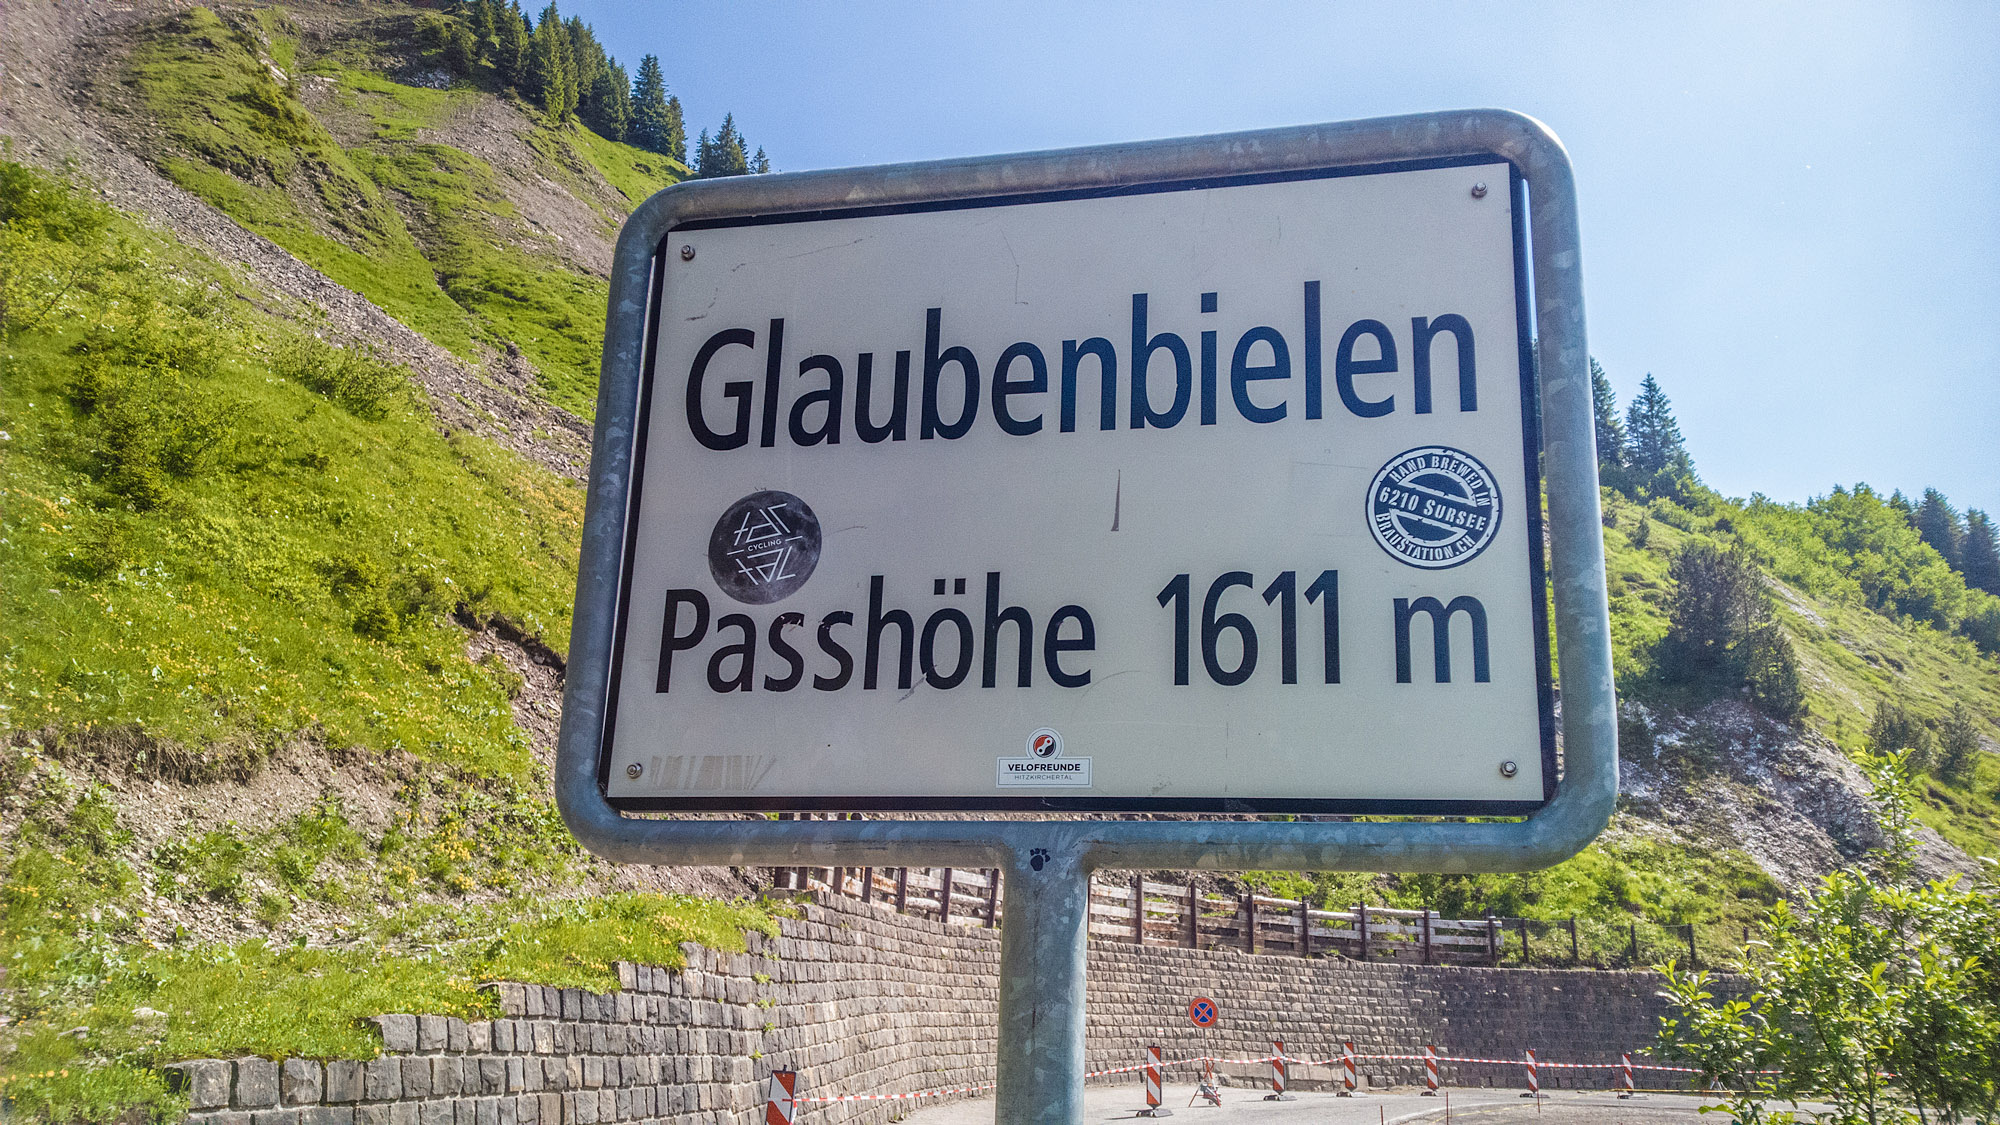 Glaubenbielen
CYCLING
HAND BREWED IN
6210 SURSEE
BRAUSTATION.CH
Passhöhe 1611 m
VELOFREUNDE
HITZKIRCHERTAL